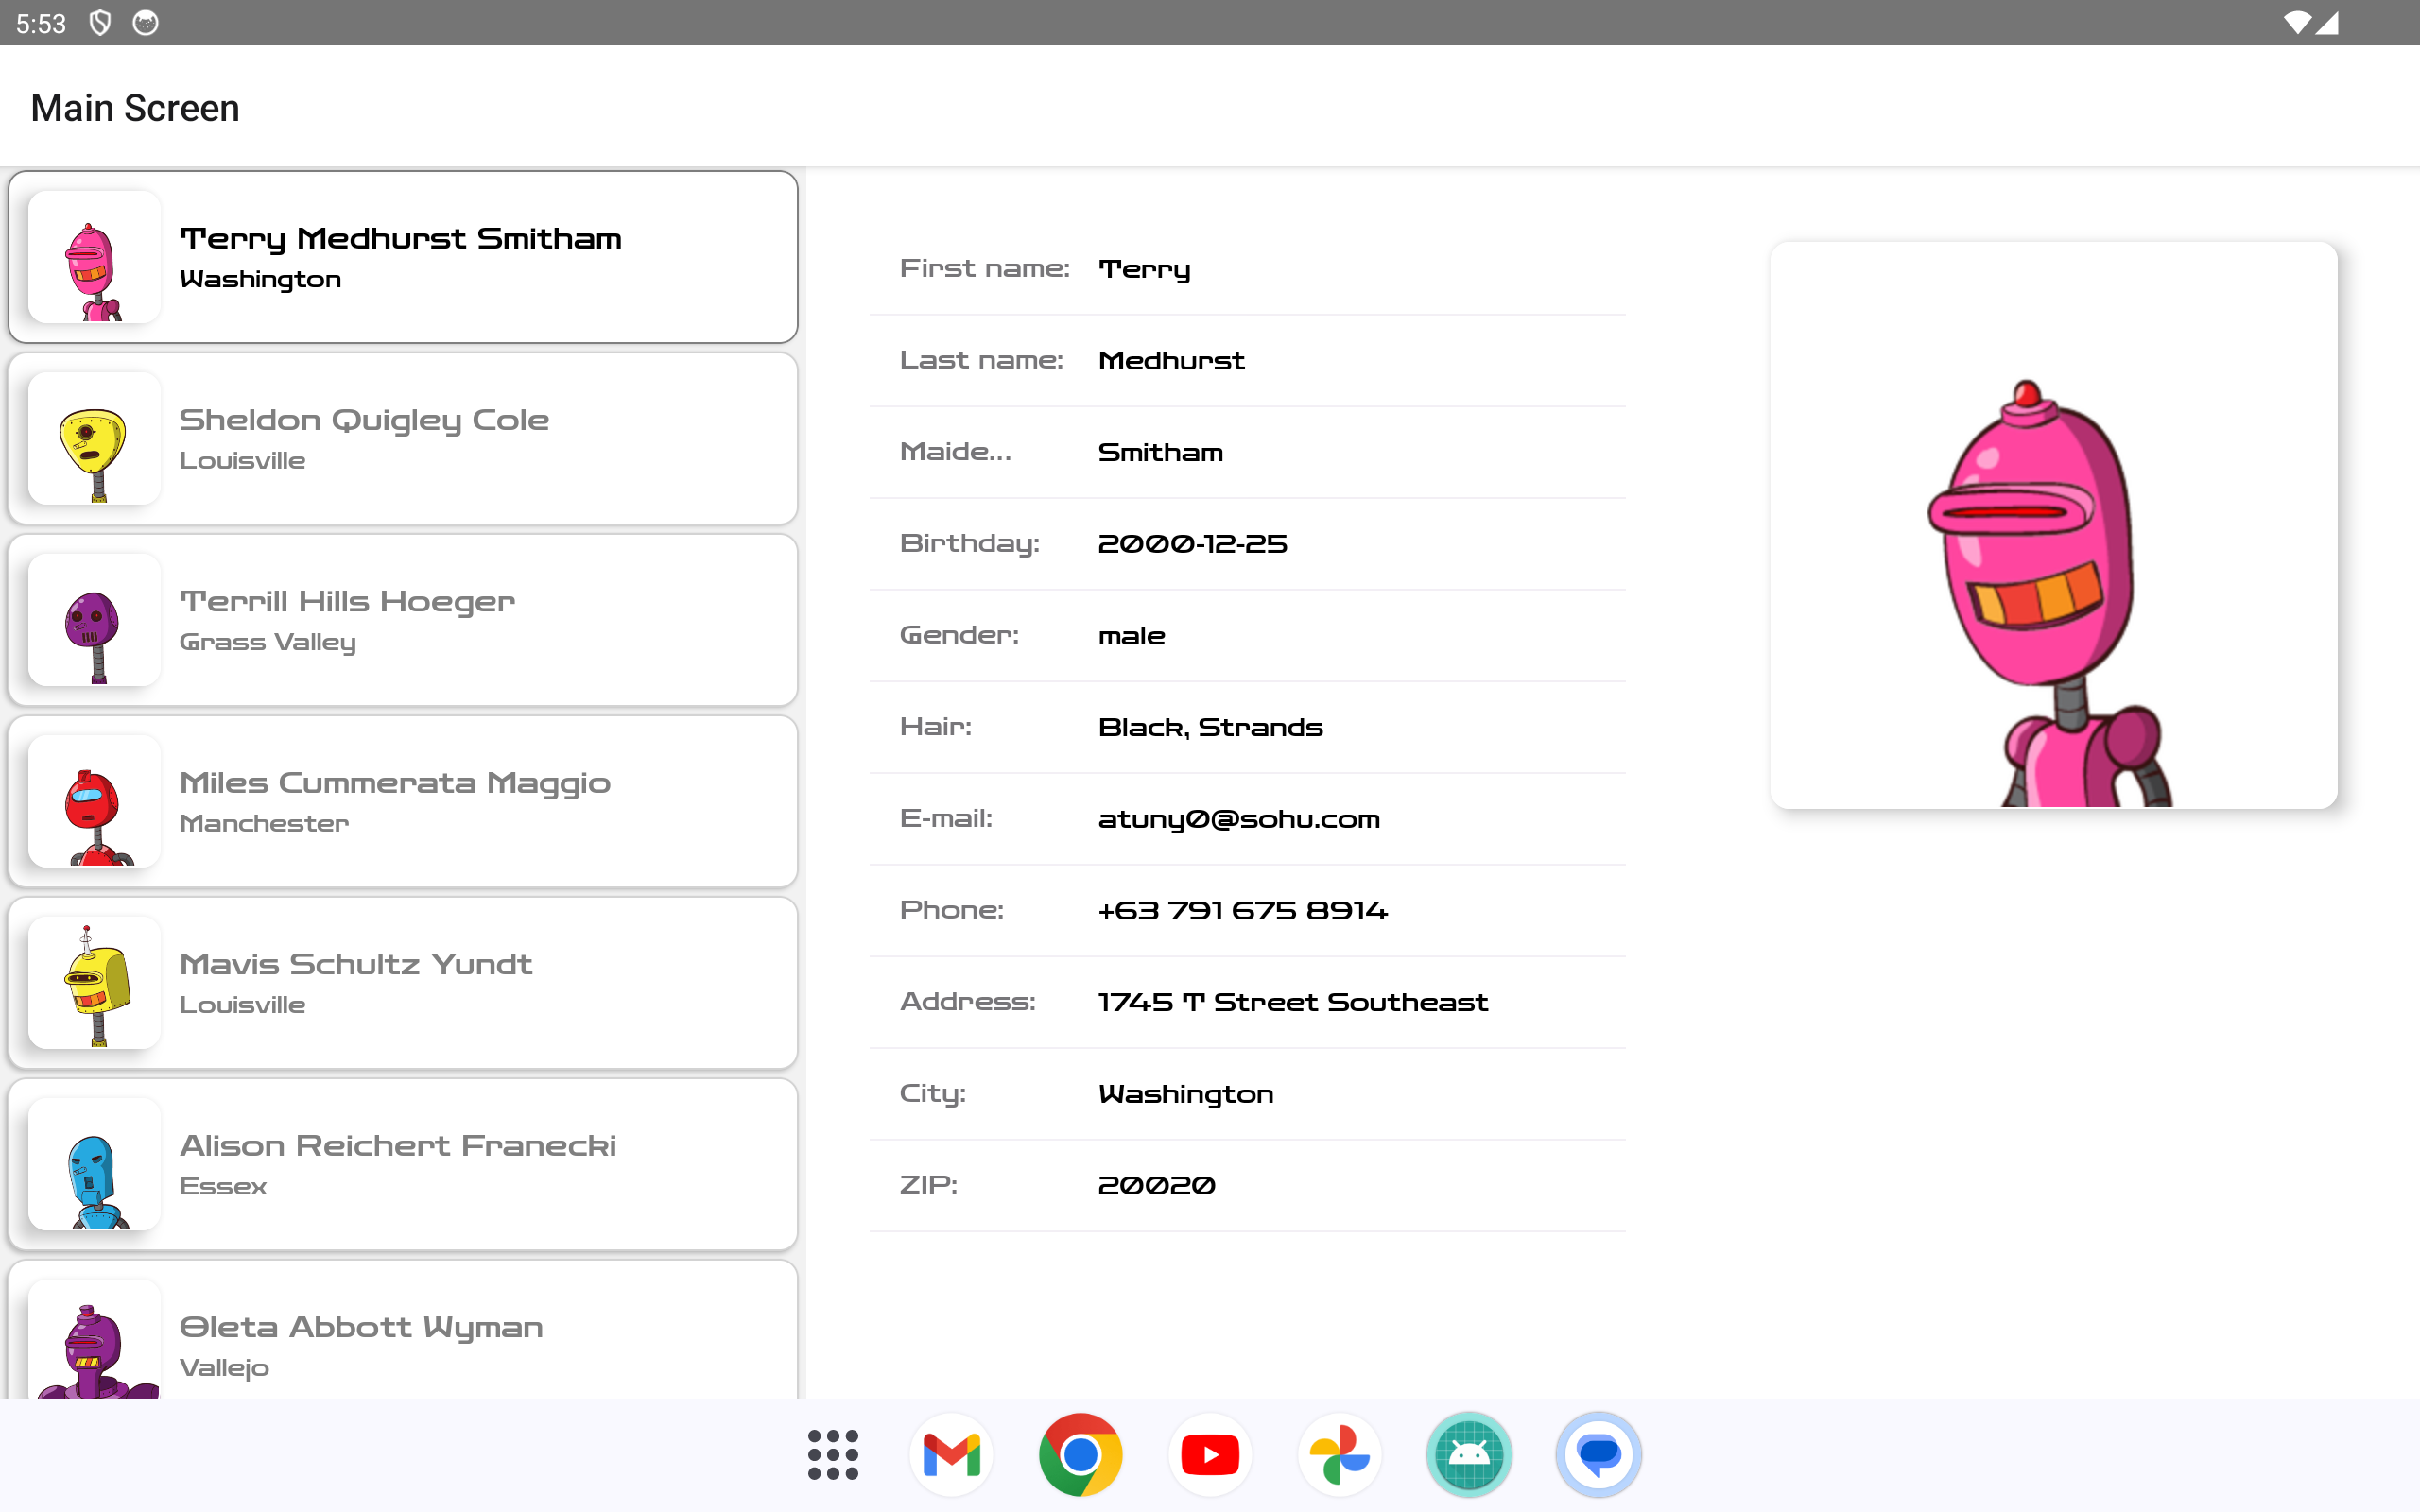 5:53
Main Screen
Terry Medhurst Smitham
Washington
Sheldon Quigley Cole
Louisville
Terrill Hills Hoeger
Grass Valley
Miles Cummerata Maggio
Manchester
Mavis Schultz Yundt
Louisville
Alison Reichert Franecki
Essex
Oleta Abbott Wyman
Vallejo
First name: Terry
Last name: Medhurst
Maide... Smitham
Birthday: 2000-12-25
Gender: male
Hair: Black, Strands
E-mail: atuny0@sohu.com
Phone: +63 791 675 8914
Address: 1745 T Street Southeast
City: Washington
ZIP: 20020